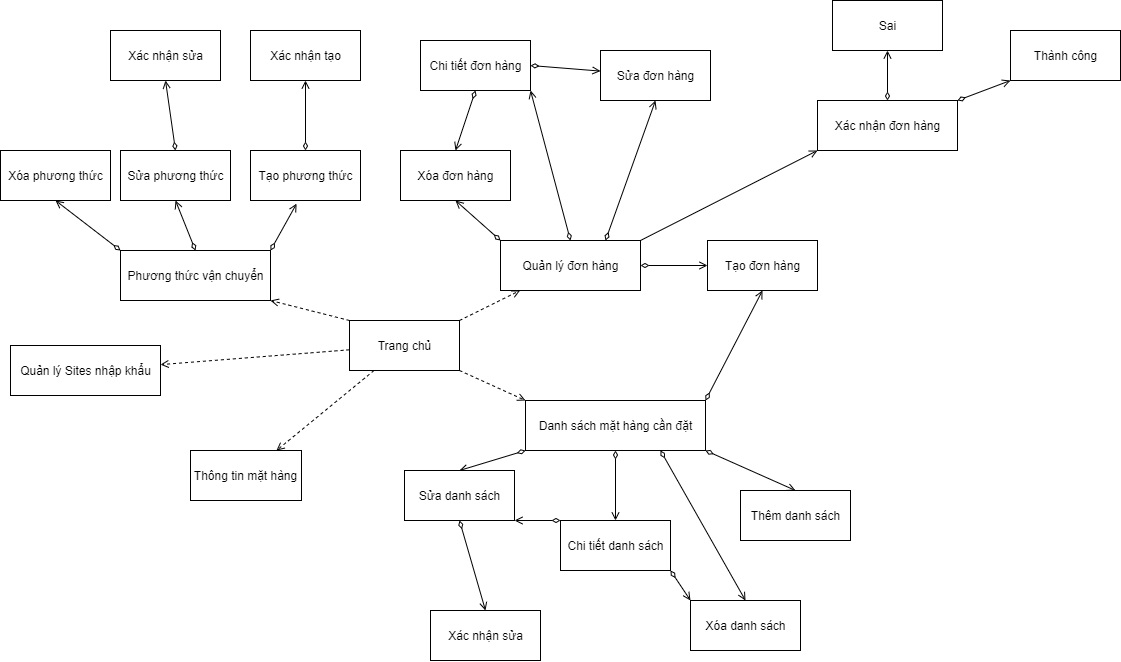 Sai
Xác nhận sửa
Xác nhận tạo
Chi tiết đơn hàng
Sửa đơn hàng
Thành công
Xác nhận đơn hàng
Xóa phương thức
Sửa phương thức
Tạo phương thức
Xóa đơn hàng
Phương thức vận chuyển
Quản lý đơn hàng
Tạo đơn hàng
Trang chủ
Quản lý Sites nhập khẩu
Danh sách mặt hàng cần đặt
Thông tin mặt hàng
Sửa danh sách
Thêm danh sách
Chi tiết danh sách
Xác nhận sửa
Xóa danh sách